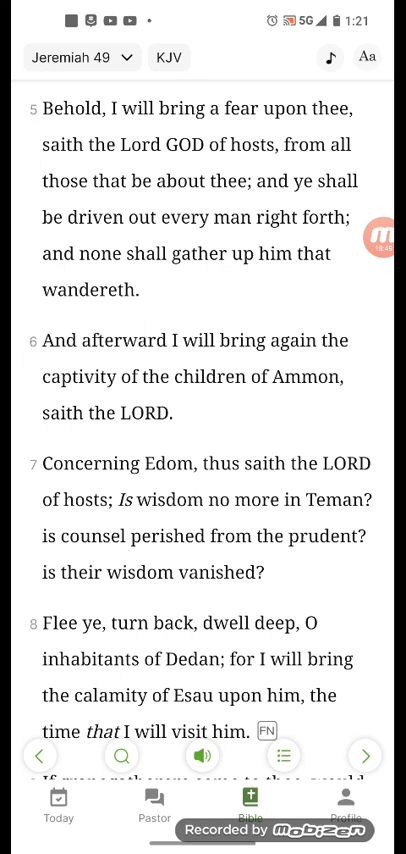 5G 1:21
Jeremiah 49 KJV Aa
5 Behold, I will bring a fear upon thee,
saith the Lord GOD of hosts, from all
those that be about thee; and ye shall
be driven out every man right forth;
and none shall gather up him that
wandereth.
m
18:45
6 And afterward I will bring again the
captivity of the children of Ammon,
saith the LORD.
7 Concerning Edom, thus saith the LORD
of hosts; Is wisdom no more in Teman?
is counsel perished from the prudent?
is their wisdom vanished?
8 Flee ye, turn back, dwell deep, O
inhabitants of Dedan; for I will bring
the calamity of Esau upon him, the
time that I will visit him. FN
Today Pastor Bible Profile
Recorded by mobizen